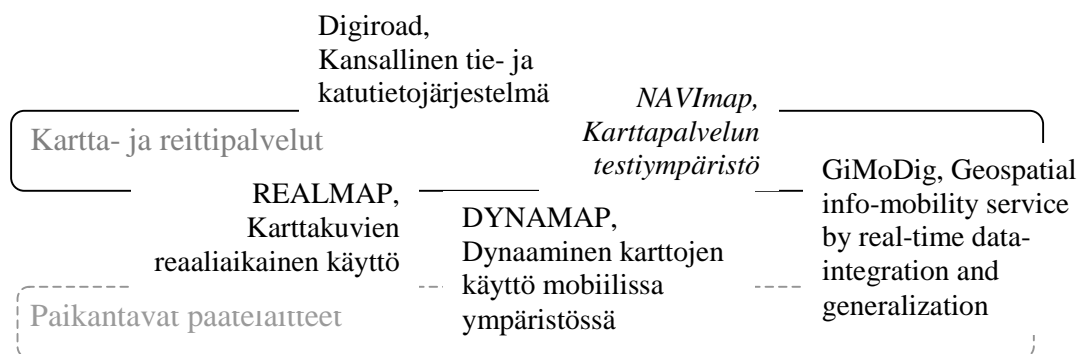 Digiroad,
Kansallinen tie- ja
katutietojärjestelmä
NAVImap,
Karttapalvelun
testiympäristö
Kartta- ja reittipalvelut
GiMoDig, Geospatial
info-mobility service
by real-time data-
integration and
generalization
REALMAP,
Karttakuvien
reaaliaikainen käyttö
DYNAMAP,
Dynaaminen karttojen
käyttö mobiilissa
ympäristössä
Paikantavat päätelaitteet